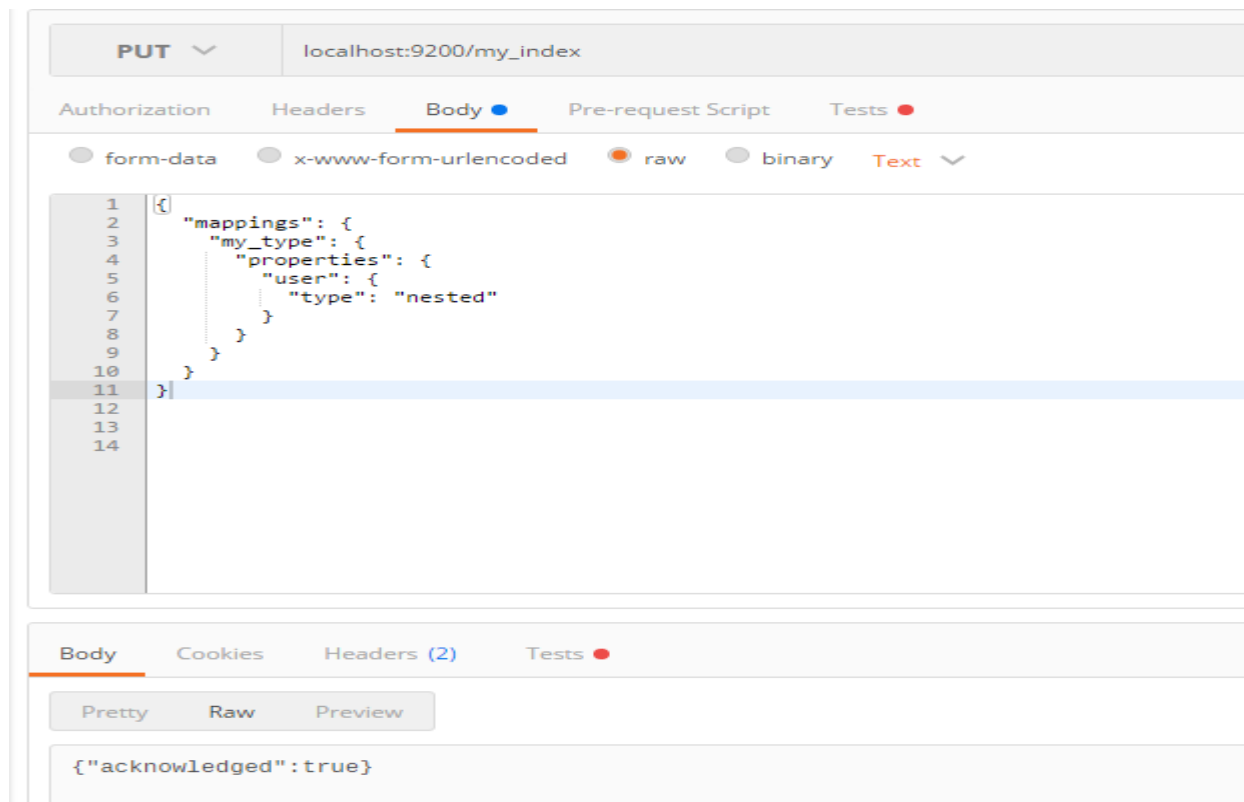 PUT localhost:9200/my_index
Authorization Headers Body Pre-request Script Tests
form-data x-www-form-urlencoded raw binary Text
1 {
2 "mappings": {
3 "my_type": {
4 "properties": {
5 "user": {
6 "type": "nested"
7 }
8 }
9 }
10 }
11 }
12
13
14
Body Cookies Headers (2) Tests
Pretty Raw Preview
{"acknowledged":true}